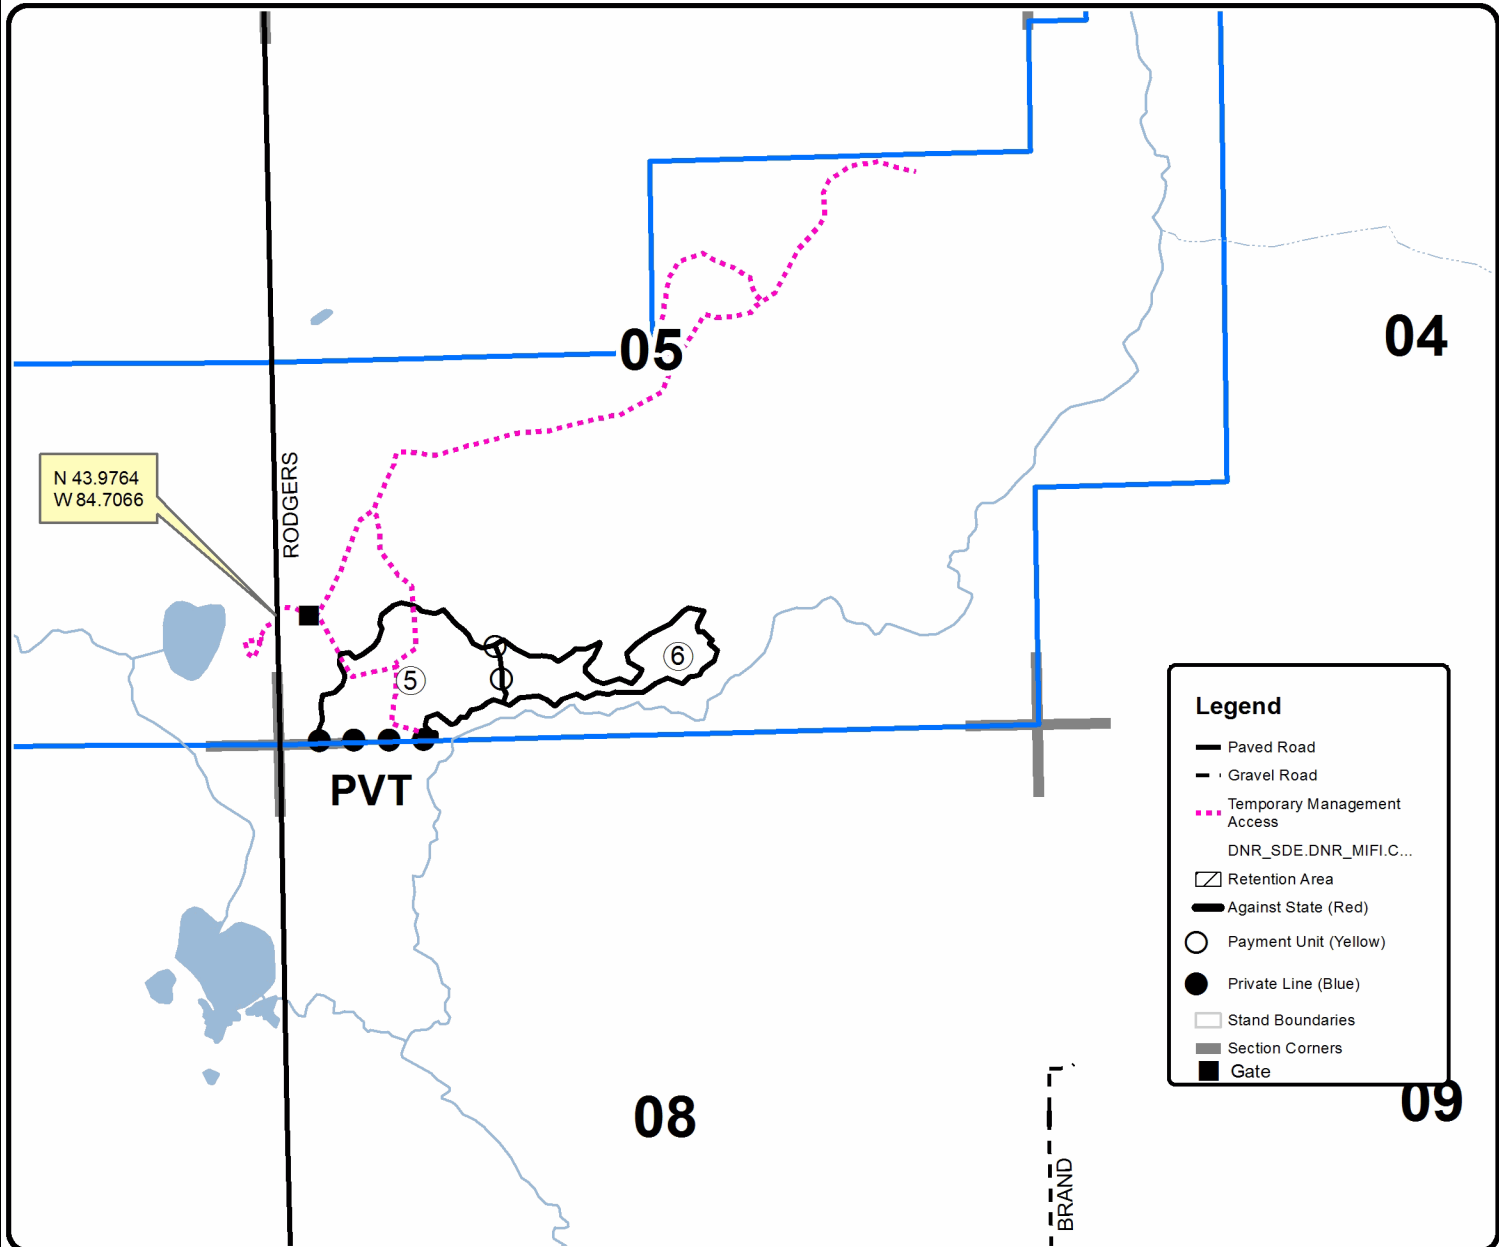 05
04
N 43.9764
W 84.7066
RODGERS
5
6
PVT
Legend
Paved Road
Gravel Road
Temporary Management
Access
DNR_SDE.DNR_MIFI.C...
Retention Area
Against State (Red)
Payment Unit (Yellow)
Private Line (Blue)
Stand Boundaries
Section Corners
Gate
08
09
BRAND